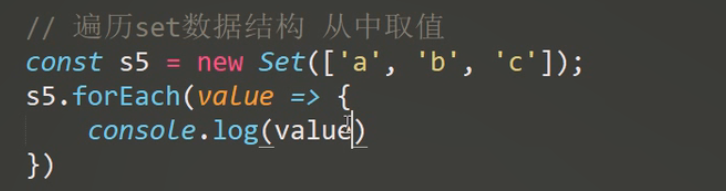 // 遍历set数据结构 从中取值
const s5 = new Set(['a', 'b', 'c']);
s5.forEach(value => {
    console.log(value)
})